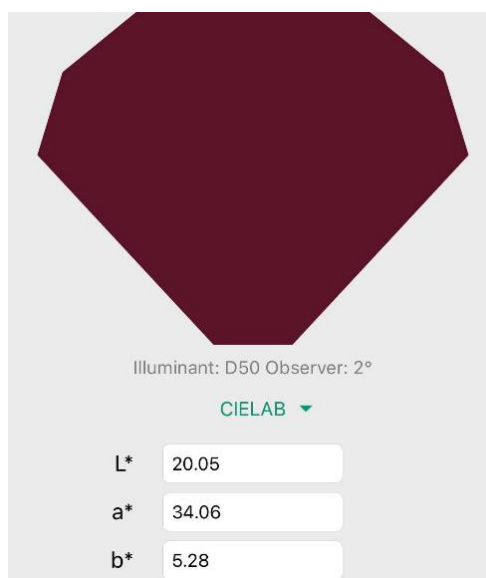 Illuminant: D50 Observer: 2°
CIELAB
L* 20.05
a* 34.06
b* 5.28